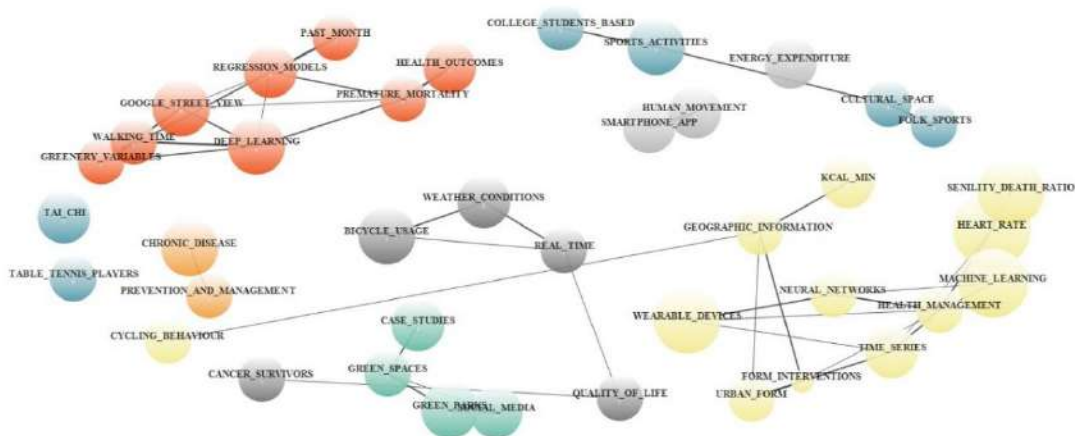 COLLEGE_STUDENTS_BASED
PAST_MONTH
SPORTS_ACTIVITIES
ENERGY_EXPENDITURE
HEALTH_OUTCOMES
REGRESSION_MODELS
PREMATURE_MORTALITY
GOOGLE_STREET_VIEW
CULTURAL_SPACE
HUMAN_MOVEMENT
SMARTPHONE_APP
FOLK_SPORTS
WALKING_TIME
DEEP_LEARNING
GREENTRY_VARIABLES
KCAL_MIN
SENILITY_DEATH_RATIO
WEATHER_CONDITIONS
TAI_CHI
GEOGRAPHIC_INFORMATION
HEART_RATE
BICYCLE_USAGE
CHRONIC_DISEASE
REAL_TIME
TABLE_TENNIS_PLAYERS
MACHINE_LEARNING
PREVENTION_AND_MANAGEMENT
NEURAL_NETWORKS
HEALTH_MANAGEMENT
WEARABLE_DEVICES
CASE_STUDIES
CYCLING_BEHAVIOUR
TIME_SERIES
GREEN_SPACES
CANCER_SURVIVORS
FORM_INTERVENTIONS
QUALITY_OF_LIFE
URBAN_FORM
GREEN_PARKS
SOCIAL_MEDIA